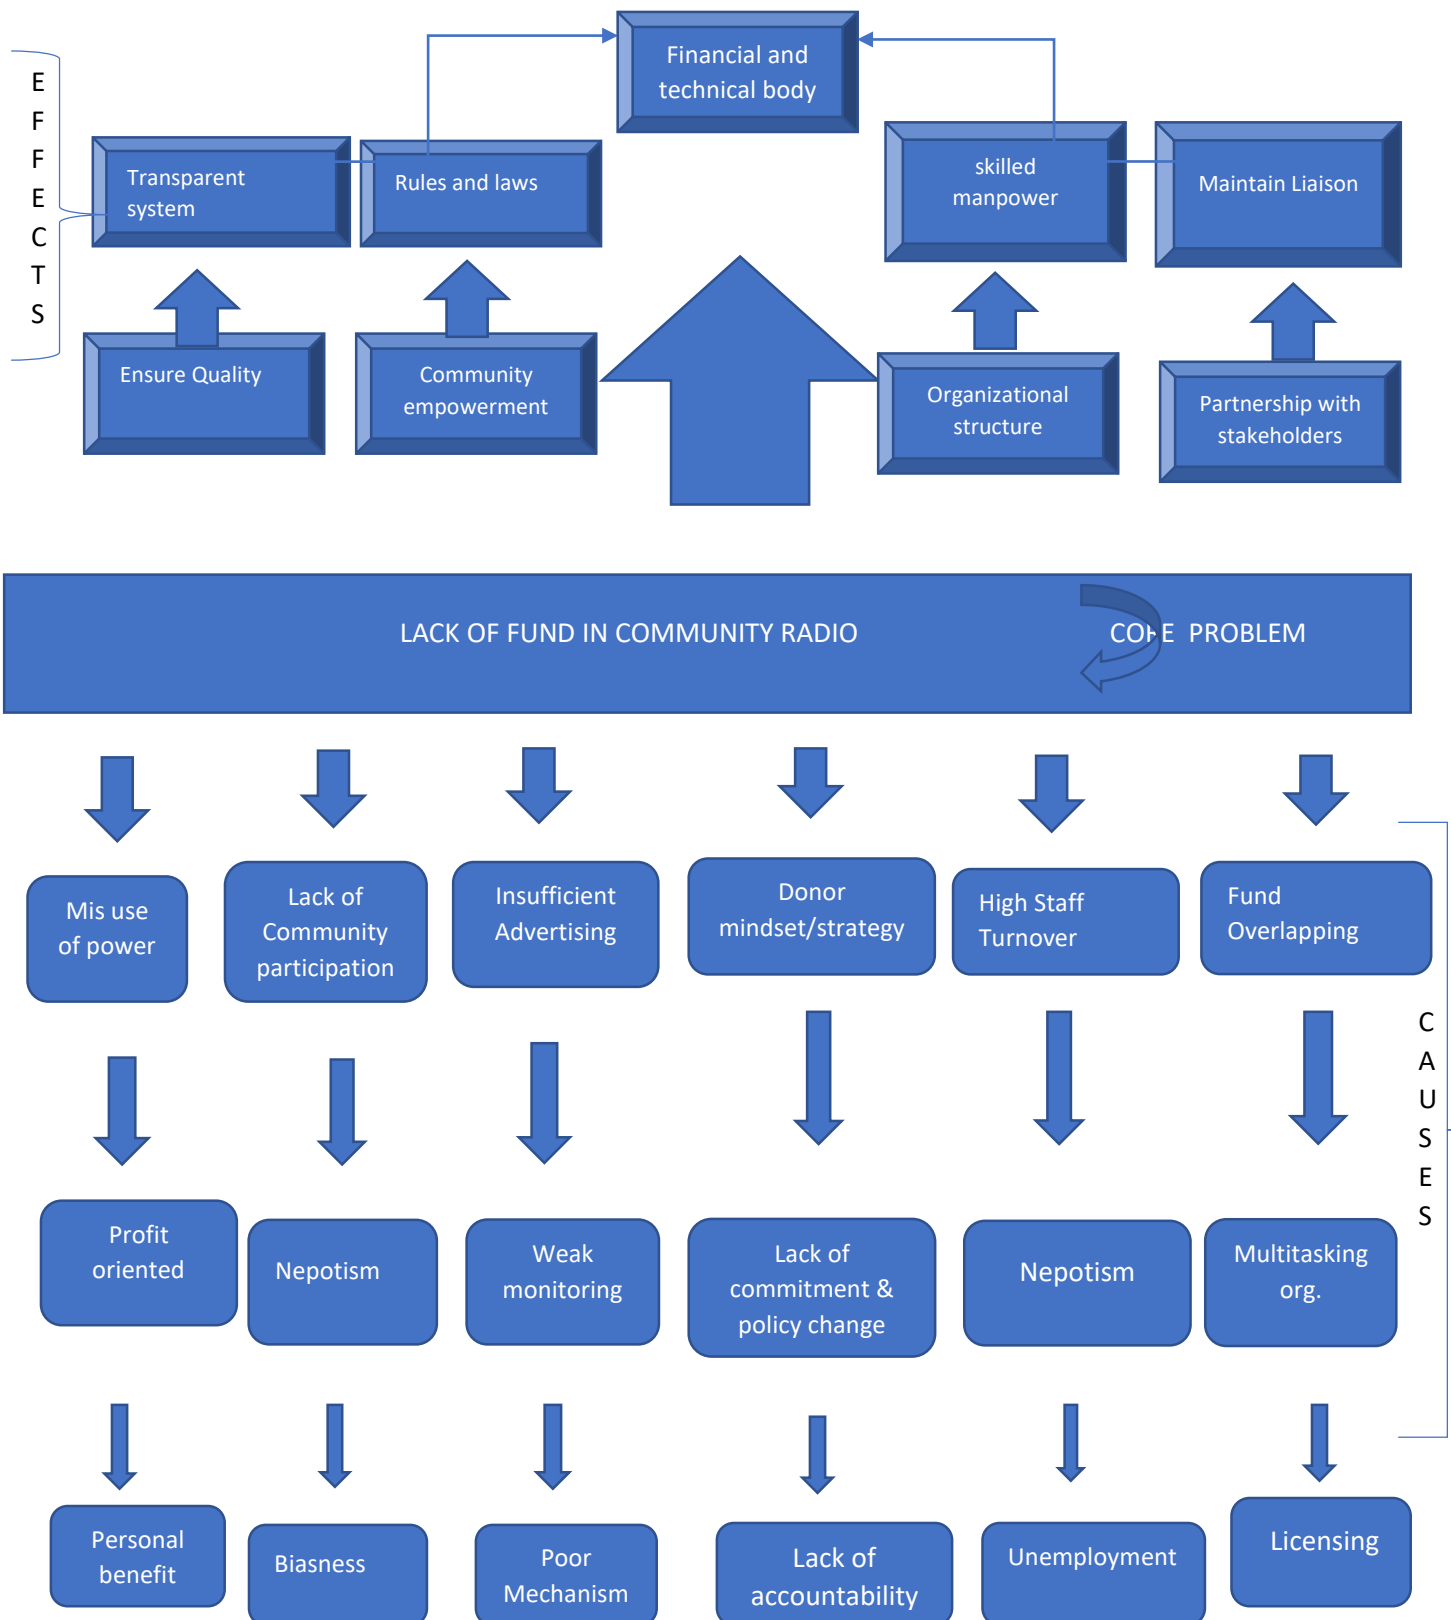 Financial and
technical body
E
F
F
E
C
T
S
Transparent
system
Rules and laws
skilled
manpower
Maintain Liaison
Ensure Quality
Community
empowerment
Organizational
structure
Partnership with
stakeholders
LACK OF FUND IN COMMUNITY RADIO CORE PROBLEM
Mis use
of power
Lack of
Community
participation
Insufficient
Advertising
Donor
mindset/strategy
High Staff
Turnover
Fund
Overlapping
C
A
U
S
E
S
Profit
oriented
Nepotism
Weak
monitoring
Lack of
commitment &
policy change
Nepotism
Multitasking
org.
Personal
benefit
Biasness
Poor
Mechanism
Lack of
accountability
Unemployment
Licensing